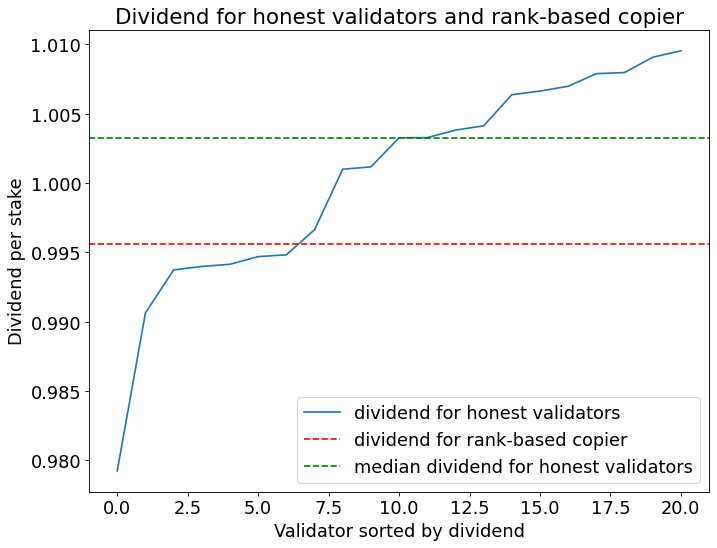 Dividend for honest validators and rank-based copier
1.010
1.005
1.000
0.995
0.990
0.985
0.980
Dividend per stake
dividend for honest validators
dividend for rank-based copier
median dividend for honest validators
0.0 2.5 5.0 7.5 10.0 12.5 15.0 17.5 20.0
Validator sorted by dividend